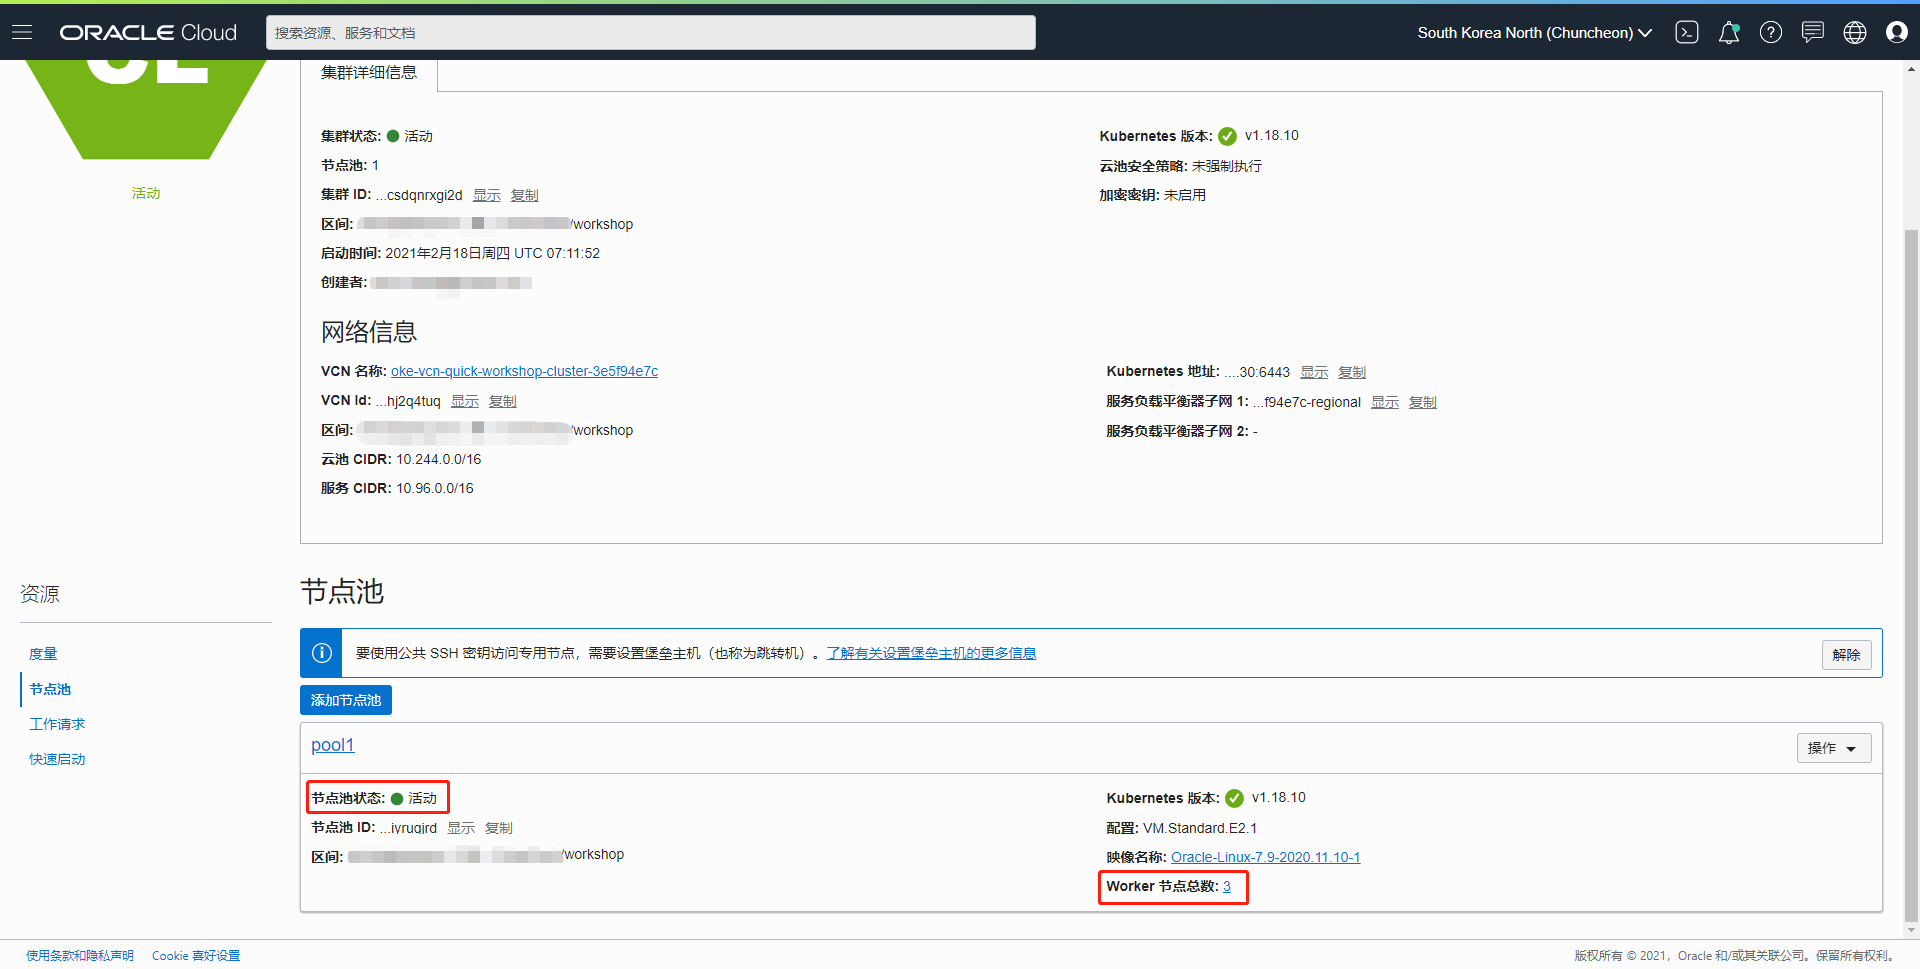 ORACLE Cloud
搜索资源、服务和文档
South Korea North (Chuncheon)
集群详细信息
活动
集群状态: 活动
节点池: 1
集群 ID: ...csdqnrxgi2d 显示 复制
区间: /workshop
启动时间: 2021年2月18日周四 UTC 07:11:52
创建者:
Kubernetes 版本: v1.18.10
云池安全策略: 未强制执行
加密密钥: 未启用
网络信息
VCN 名称: oke-vcn-quick-workshop-cluster-3e5f94e7c
VCN Id: ...hj2q4tuq 显示 复制
区间: /workshop
云池 CIDR: 10.244.0.0/16
服务 CIDR: 10.96.0.0/16
Kubernetes 地址: ....30:6443 显示 复制
服务负载平衡器子网 1: ...f94e7c-regional 显示 复制
服务负载平衡器子网 2: -
资源
度量
节点池
工作请求
快速启动
节点池
要使用公共 SSH 密钥访问专用节点，需要设置堡垒主机（也称为跳转机）。了解有关设置堡垒主机的更多信息
解除
添加节点池
pool1
操作
节点池状态: 活动
节点池 ID: ...iyrugjrd 显示 复制
区间: /workshop
Kubernetes 版本: v1.18.10
配置: VM.Standard.E2.1
映像名称: Oracle-Linux-7.9-2020.11.10-1
Worker 节点总数: 3
使用条款和隐私声明 Cookie 喜好设置
版权所有 © 2021，Oracle 和/或其关联公司。保留所有权利。